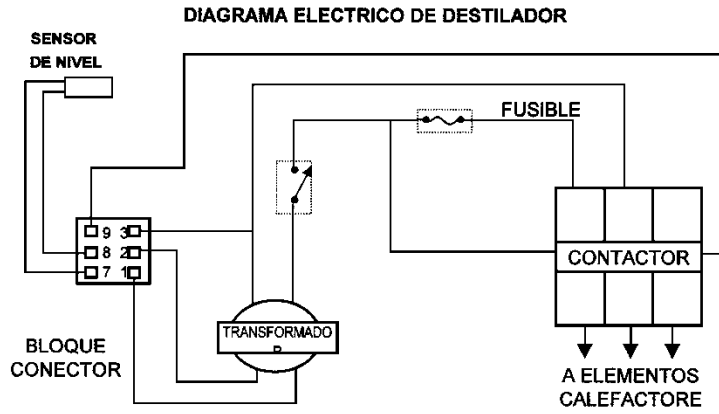 DIAGRAMA ELECTRICO DE DESTILADOR
SENSOR
DE NIVEL
FUSIBLE
9 3
8 2
7 1
CONTACTOR
TRANSFORMADO
BLOQUE
CONECTOR
A ELEMENTOS
CALEFACTORE